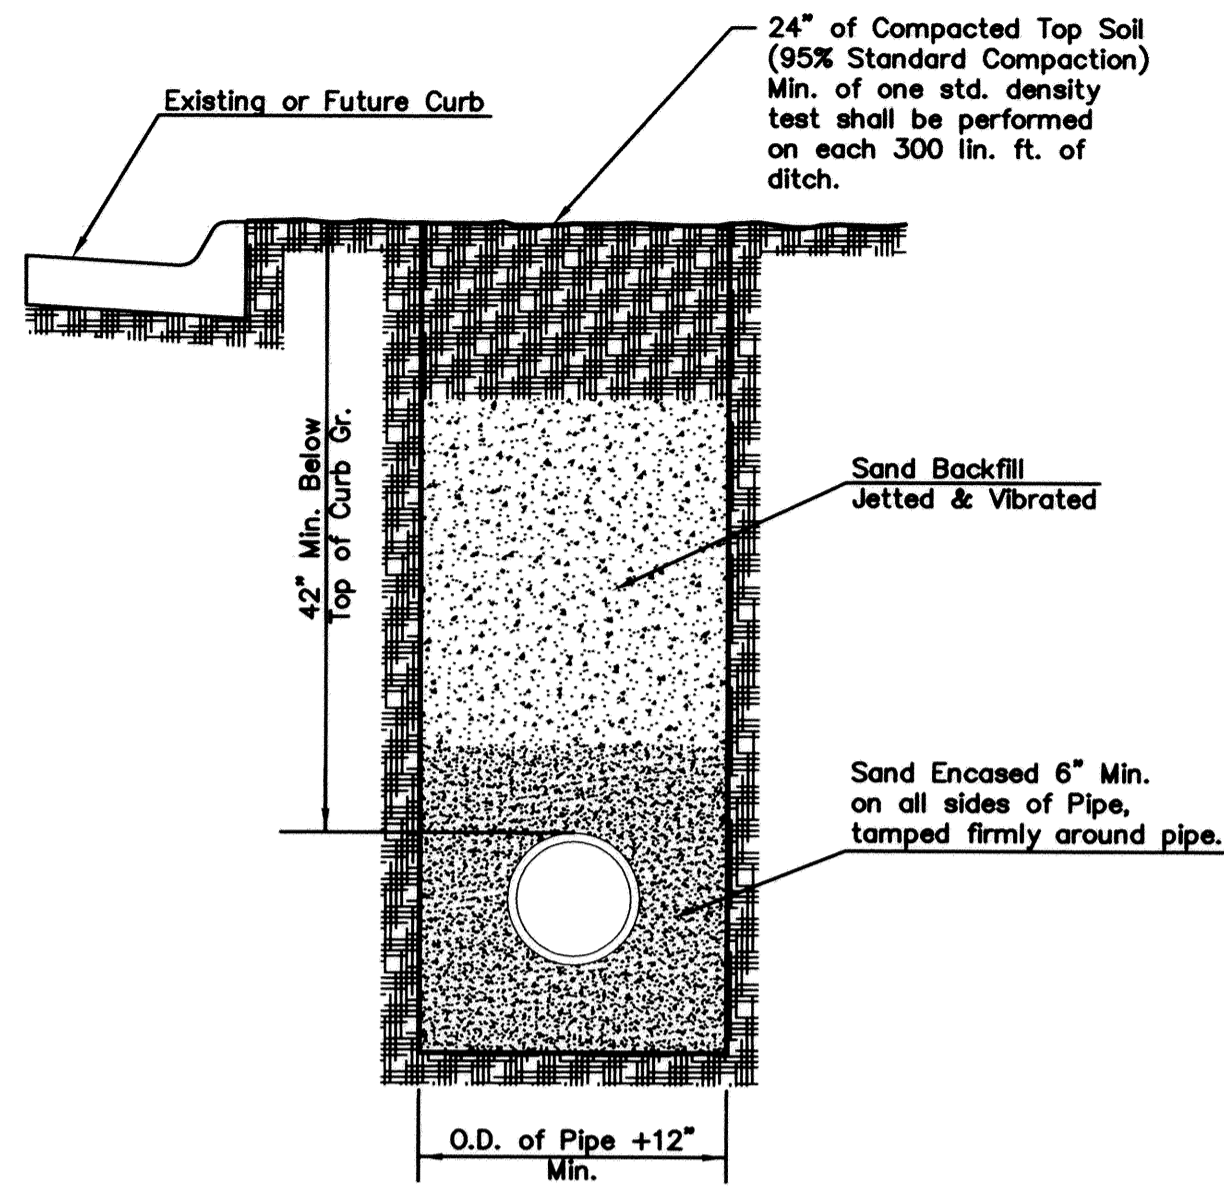 24" of Compacted Top Soil
(95% Standard Compaction)
Min. of one std. density
test shall be performed
on each 300 lin. ft. of
ditch.
Existing or Future Curb
42" Min. Below
Top of Curb Gr.
Sand Backfill
Jetted & Vibrated
Sand Encased 6" Min.
on all sides of Pipe,
tamped firmly around pipe.
O.D. of Pipe +12"
Min.